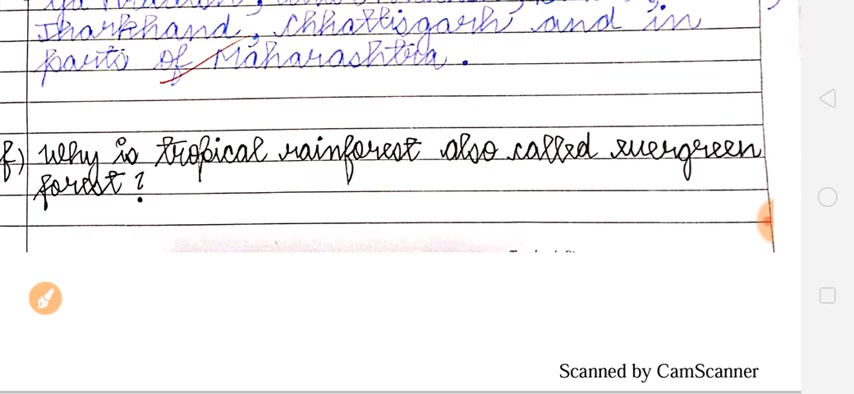 Jharkhand, Chhattisgarh and in
parts of Maharashtra.
f) Why is tropical rainforest also called evergreen
forest?
Scanned by CamScanner